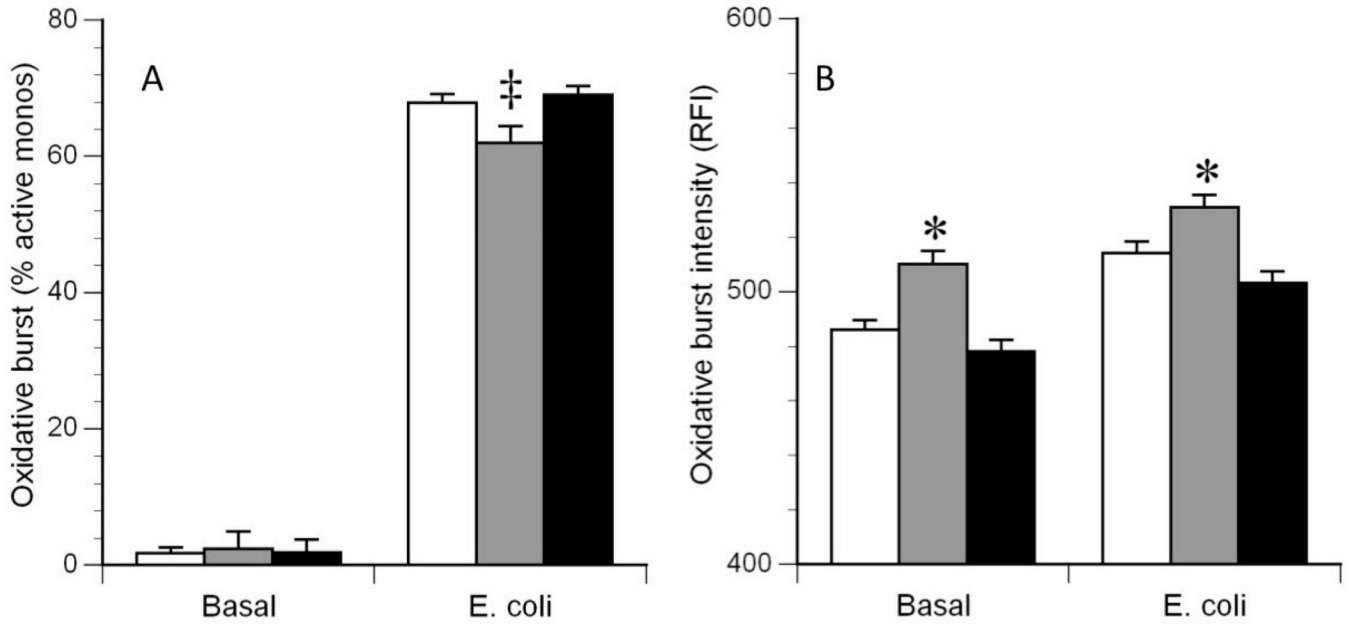 A
Oxidative burst (% active monos)
80
60
40
20
0
‡
Basal
E. coli
B
Oxidative burst intensity (RFI)
600
500
400
*
*
Basal
E. coli